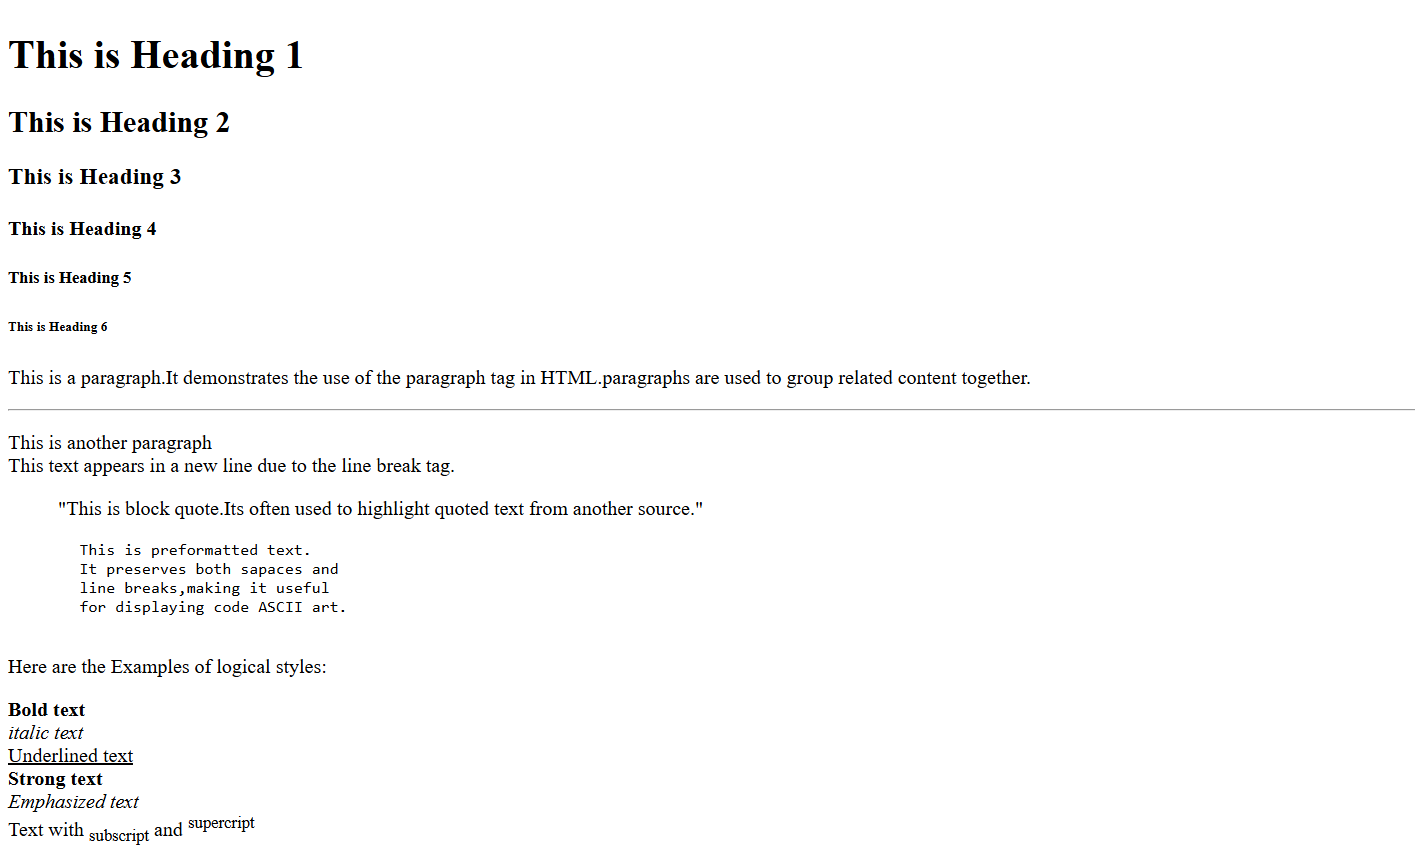 This is Heading 1
This is Heading 2
This is Heading 3
This is Heading 4
This is Heading 5
This is Heading 6
This is a paragraph.It demonstrates the use of the paragraph tag in HTML.paragraphs are used to group related content together.
This is another paragraph
This text appears in a new line due to the line break tag.
"This is block quote.Its often used to highlight quoted text from another source."
This is preformatted text.
It preserves both sapaces and
line breaks,making it useful
for displaying code ASCII art.
Here are the Examples of logical styles:
Bold text
italic text
Underlined text
Strong text
Emphasized text
Text with subscript and supercript